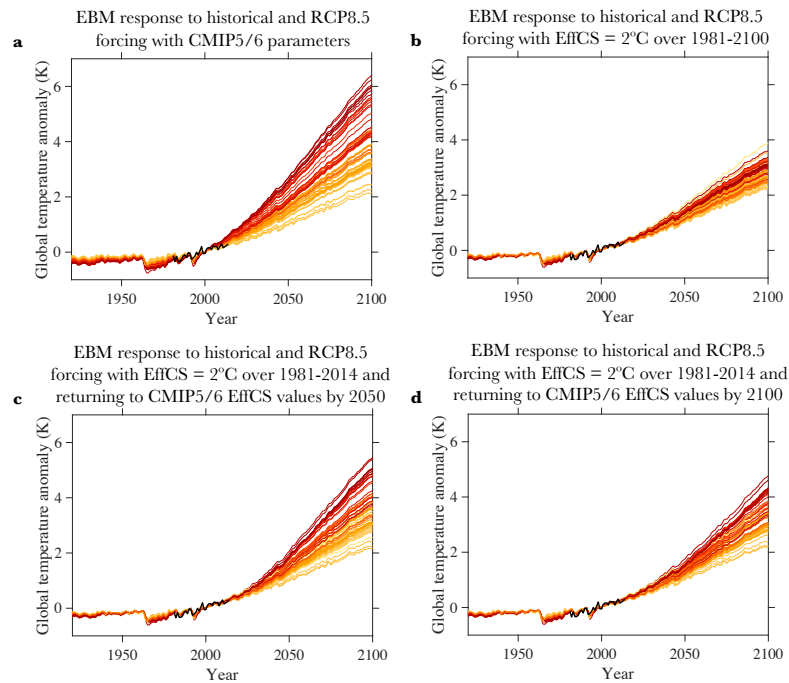 EBM response to historical and RCP8.5
a forcing with CMIP5/6 parameters
Global temperature anomaly (K)
6
4
2
0
1950 2000 2050 2100
Year
EBM response to historical and RCP8.5
b forcing with EffCS = 2ºC over 1981-2100
Global temperature anomaly (K)
6
4
2
0
1950 2000 2050 2100
Year
EBM response to historical and RCP8.5
forcing with EffCS = 2ºC over 1981-2014 and
c returning to CMIP5/6 EffCS values by 2050
Global temperature anomaly (K)
6
4
2
0
1950 2000 2050 2100
Year
EBM response to historical and RCP8.5
forcing with EffCS = 2ºC over 1981-2014 and
d returning to CMIP5/6 EffCS values by 2100
Global temperature anomaly (K)
6
4
2
0
1950 2000 2050 2100
Year